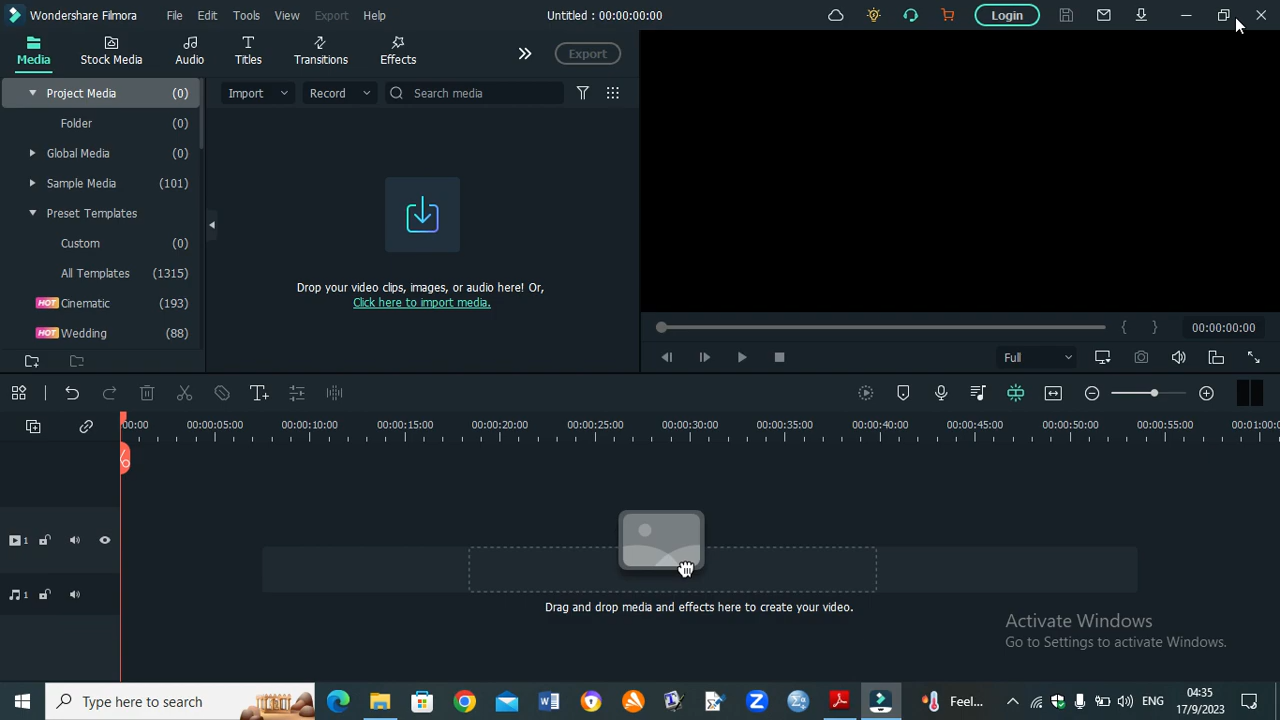 Wondershare Filmora File Edit Tools View Export Help Untitled : 00:00:00:00 Login
Media Stock Media Audio Titles Transitions Effects Export
Project Media (0) Import Record Search media
Folder (0)
Global Media (0)
Sample Media (101)
Preset Templates
Custom (0)
All Templates (1315)
HOT Cinematic (193)
HOT Wedding (88)
Drop your video clips, images, or audio here! Or,
Click here to import media.
{ } 00:00:00:00
Full
00:00 00:00:05:00 00:00:10:00 00:00:15:00 00:00:20:00 00:00:25:00 00:00:30:00 00:00:35:00 00:00:40:00 00:00:45:00 00:00:50:00 00:00:55:00 00:01:00:0
1
1
Drag and drop media and effects here to create your video.
Activate Windows
Go to Settings to activate Windows.
Type here to search Feel... ENG 04:35
17/9/2023